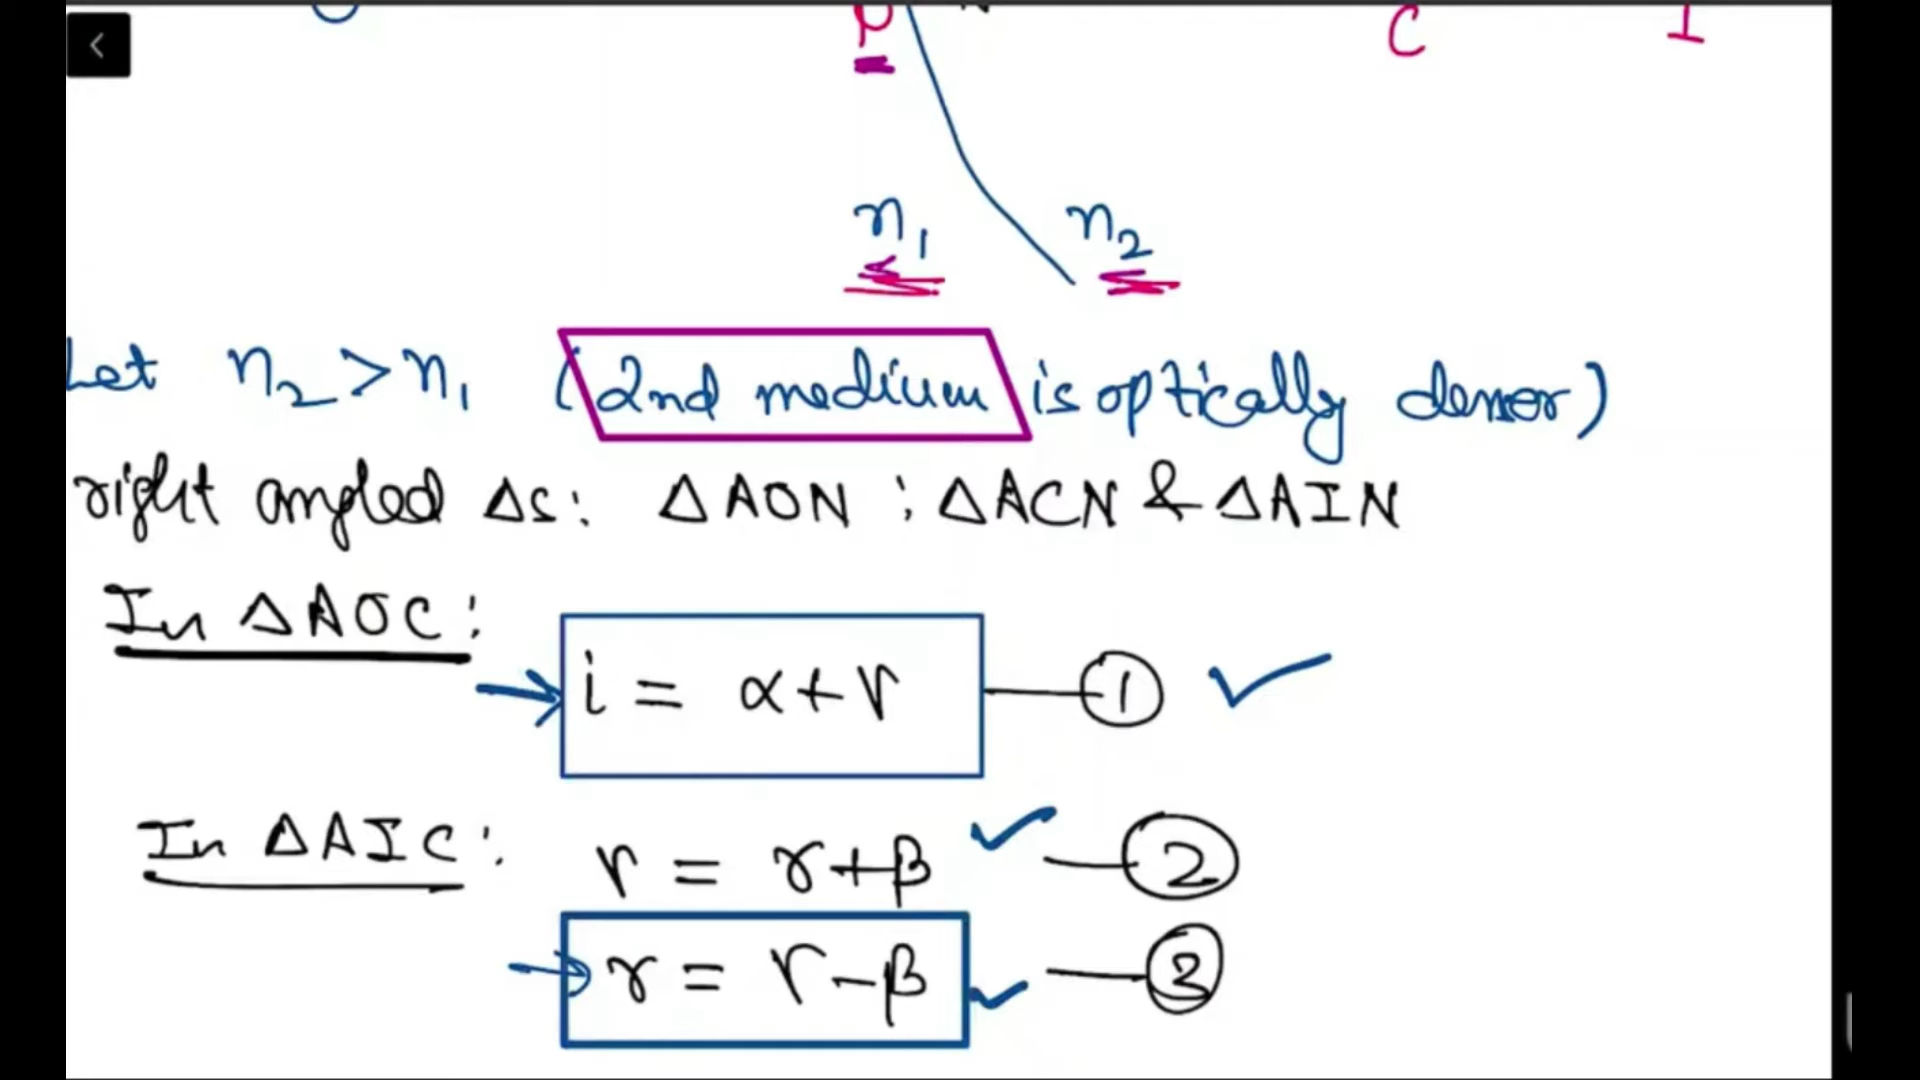 P C I
n₁ n₂
Let n₂ > n₁ (2nd medium is optically denser)
right angled Δs: ΔAON ; ΔACN & ΔAIN
In ΔAOC:
i = α + γ — ①
In ΔAIC:
γ = r + β — ②
r = γ - β — ③